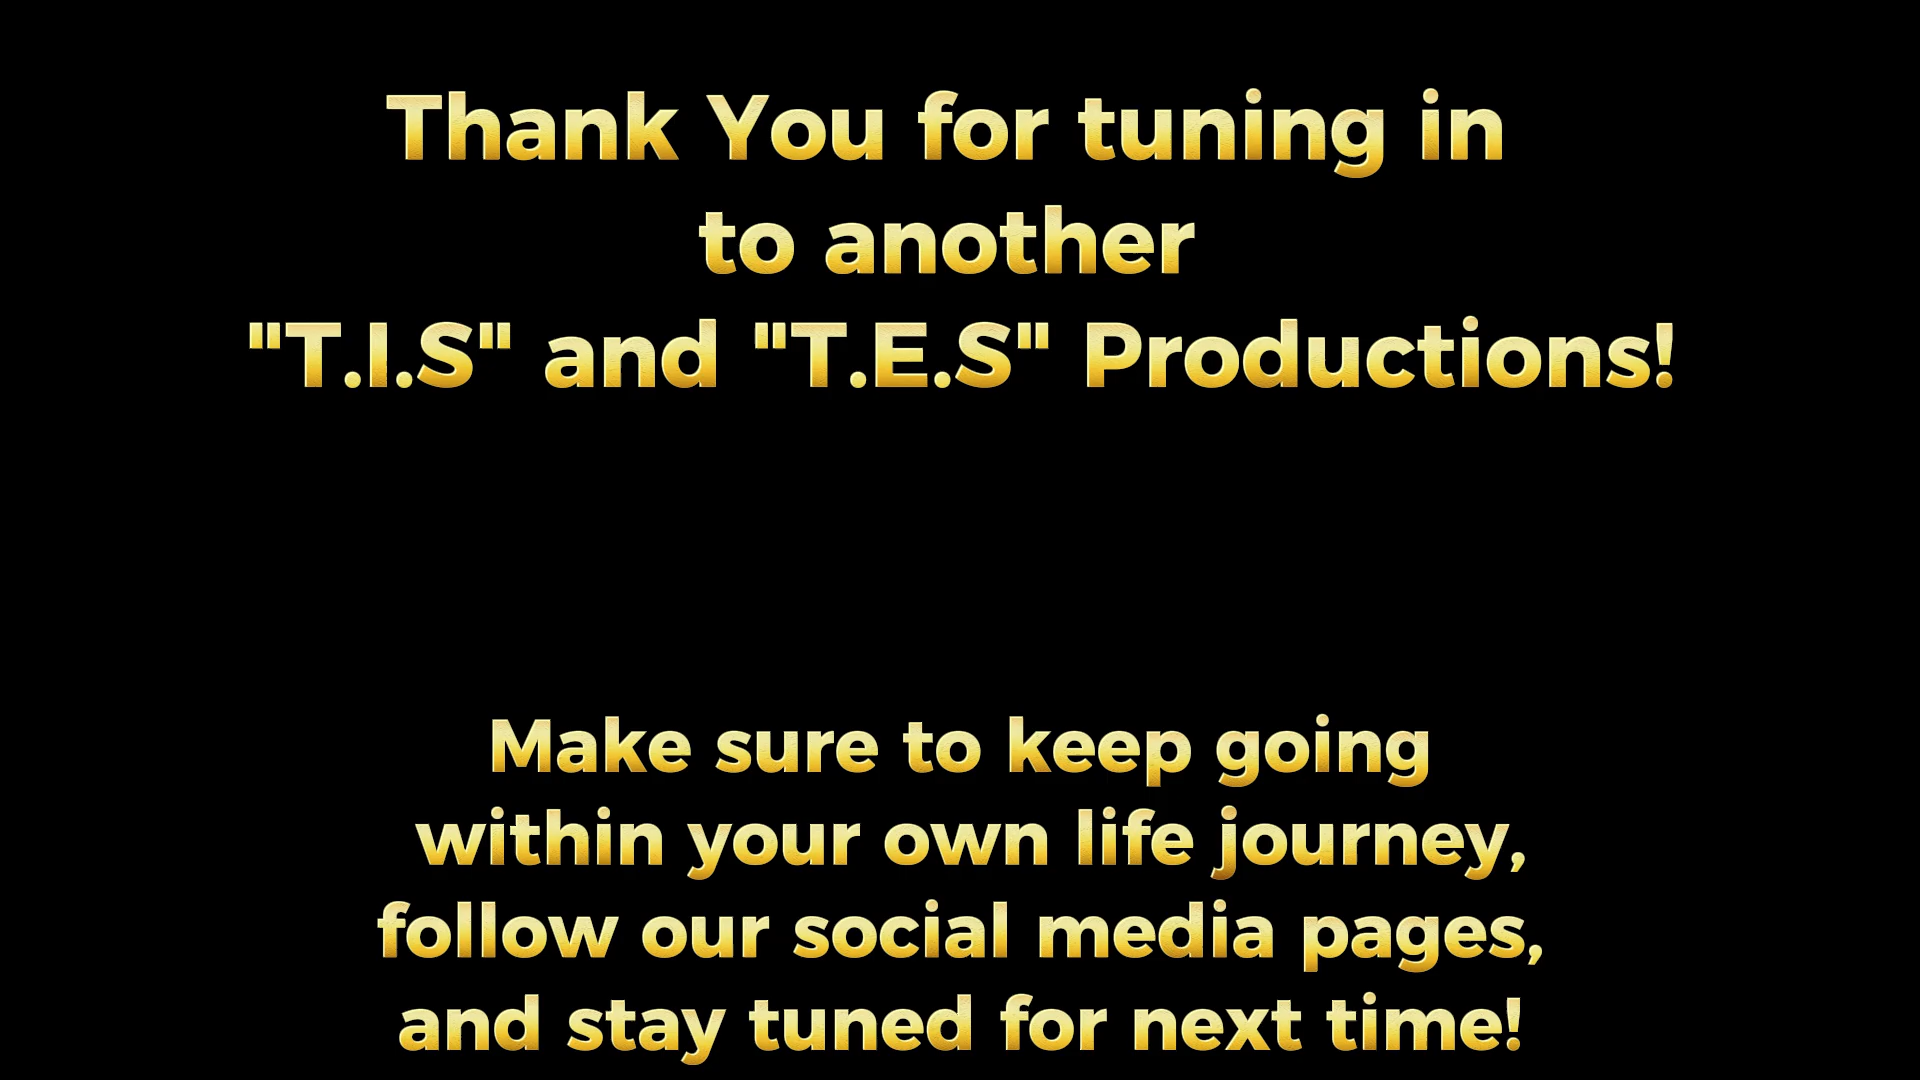 Thank You for tuning in
to another
"T.I.S" and "T.E.S" Productions!
Make sure to keep going
within your own life journey,
follow our social media pages,
and stay tuned for next time!